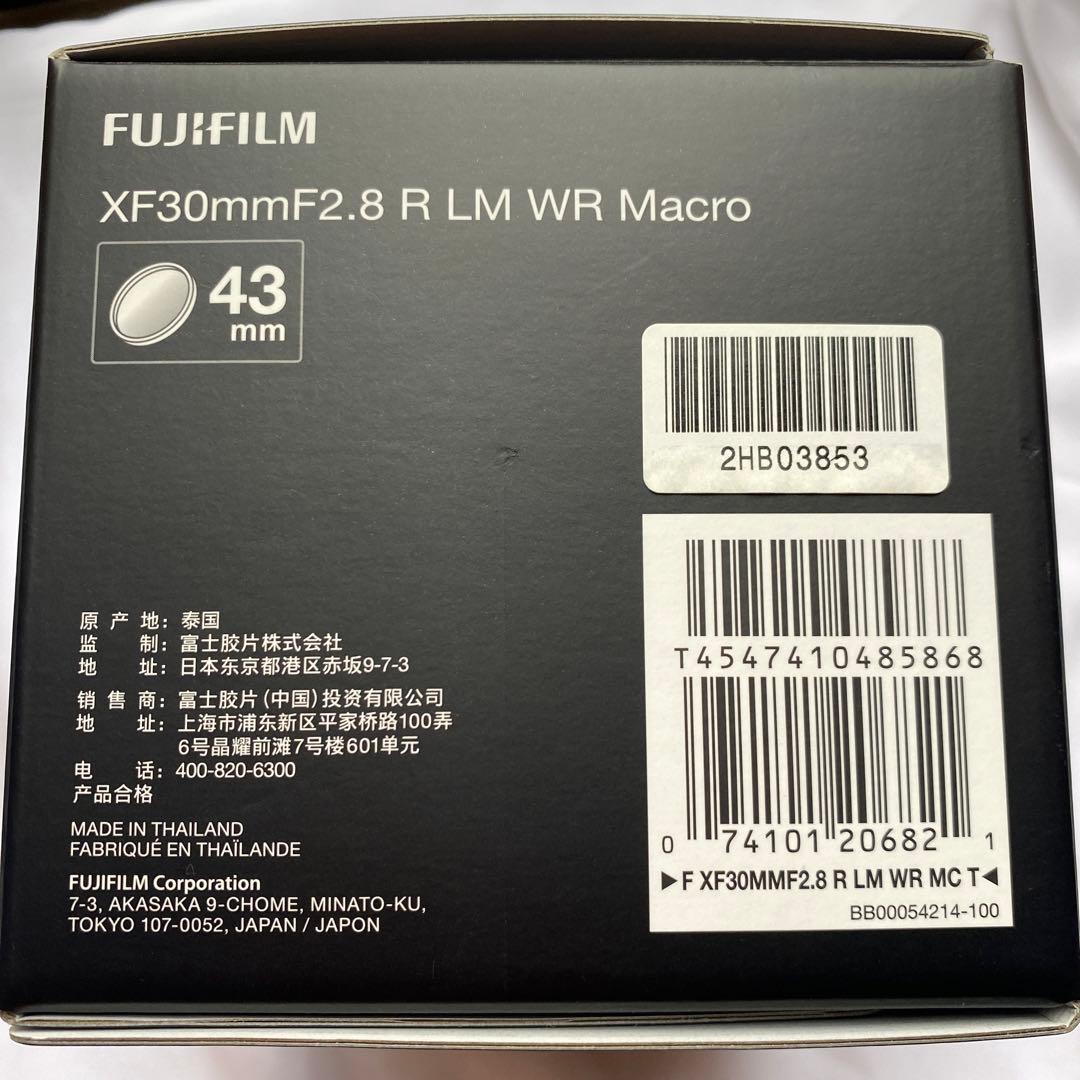 FUJIFILM
XF30mmF2.8 R LM WR Macro
43
mm
2HB03853
T4547410485868
0 74101 20682 1
▶F XF30MMF2.8 R LM WR MC T◀
BB00054214-100
原产地：泰国
监制：富士胶片株式会社
地址：日本东京都港区赤坂9-7-3
销售商：富士胶片（中国）投资有限公司
地址：上海市浦东新区平家桥路100弄
6号晶耀前滩7号楼601单元
电话：400-820-6300
产品合格
MADE IN THAILAND
FABRIQUÉ EN THAÏLANDE
FUJIFILM Corporation
7-3, AKASAKA 9-CHOME, MINATO-KU,
TOKYO 107-0052, JAPAN / JAPON